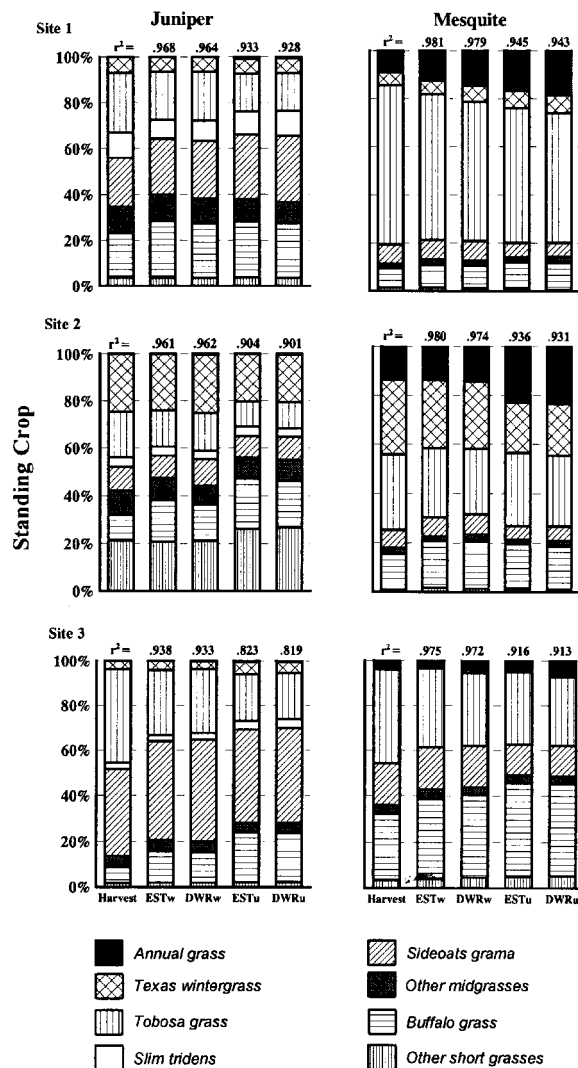 Juniper
Mesquite
Site 1
r² = .968 .964 .933 .928
r² = .981 .979 .945 .943
100%
80%
60%
40%
20%
0%
Site 2
r² = .961 .962 .904 .901
r² = .980 .974 .936 .931
100%
80%
60%
40%
20%
0%
Standing Crop
Site 3
r² = .938 .933 .823 .819
r² = .975 .972 .916 .913
100%
80%
60%
40%
20%
0%
Harvest ESTw DWRw ESTu DWRu
Harvest ESTw DWRw ESTu DWRu
Annual grass
Texas wintergrass
Tobosa grass
Slim tridens
Sideoats grama
Other midgrasses
Buffalo grass
Other short grasses